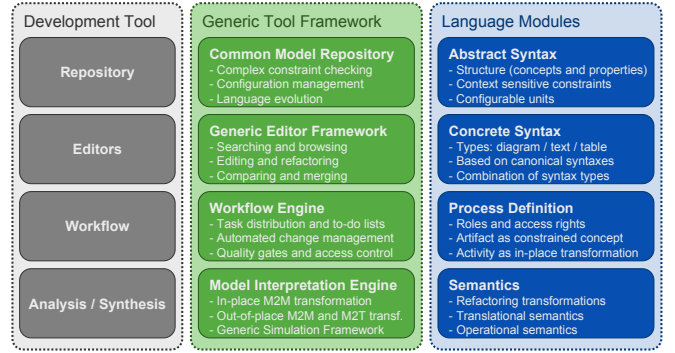 Development Tool
Repository
Editors
Workflow
Analysis / Synthesis
Generic Tool Framework
Common Model Repository
- Complex constraint checking
- Configuration management
- Language evolution
Generic Editor Framework
- Searching and browsing
- Editing and refactoring
- Comparing and merging
Workflow Engine
- Task distribution and to-do lists
- Automated change management
- Quality gates and access control
Model Interpretation Engine
- In-place M2M transformation
- Out-of-place M2M and M2T transf.
- Generic Simulation Framework
Language Modules
Abstract Syntax
- Structure (concepts and properties)
- Context sensitive constraints
- Configurable units
Concrete Syntax
- Types: diagram / text / table
- Based on canonical syntaxes
- Combination of syntax types
Process Definition
- Roles and access rights
- Artifact as constrained concept
- Activity as in-place transformation
Semantics
- Refactoring transformations
- Translational semantics
- Operational semantics